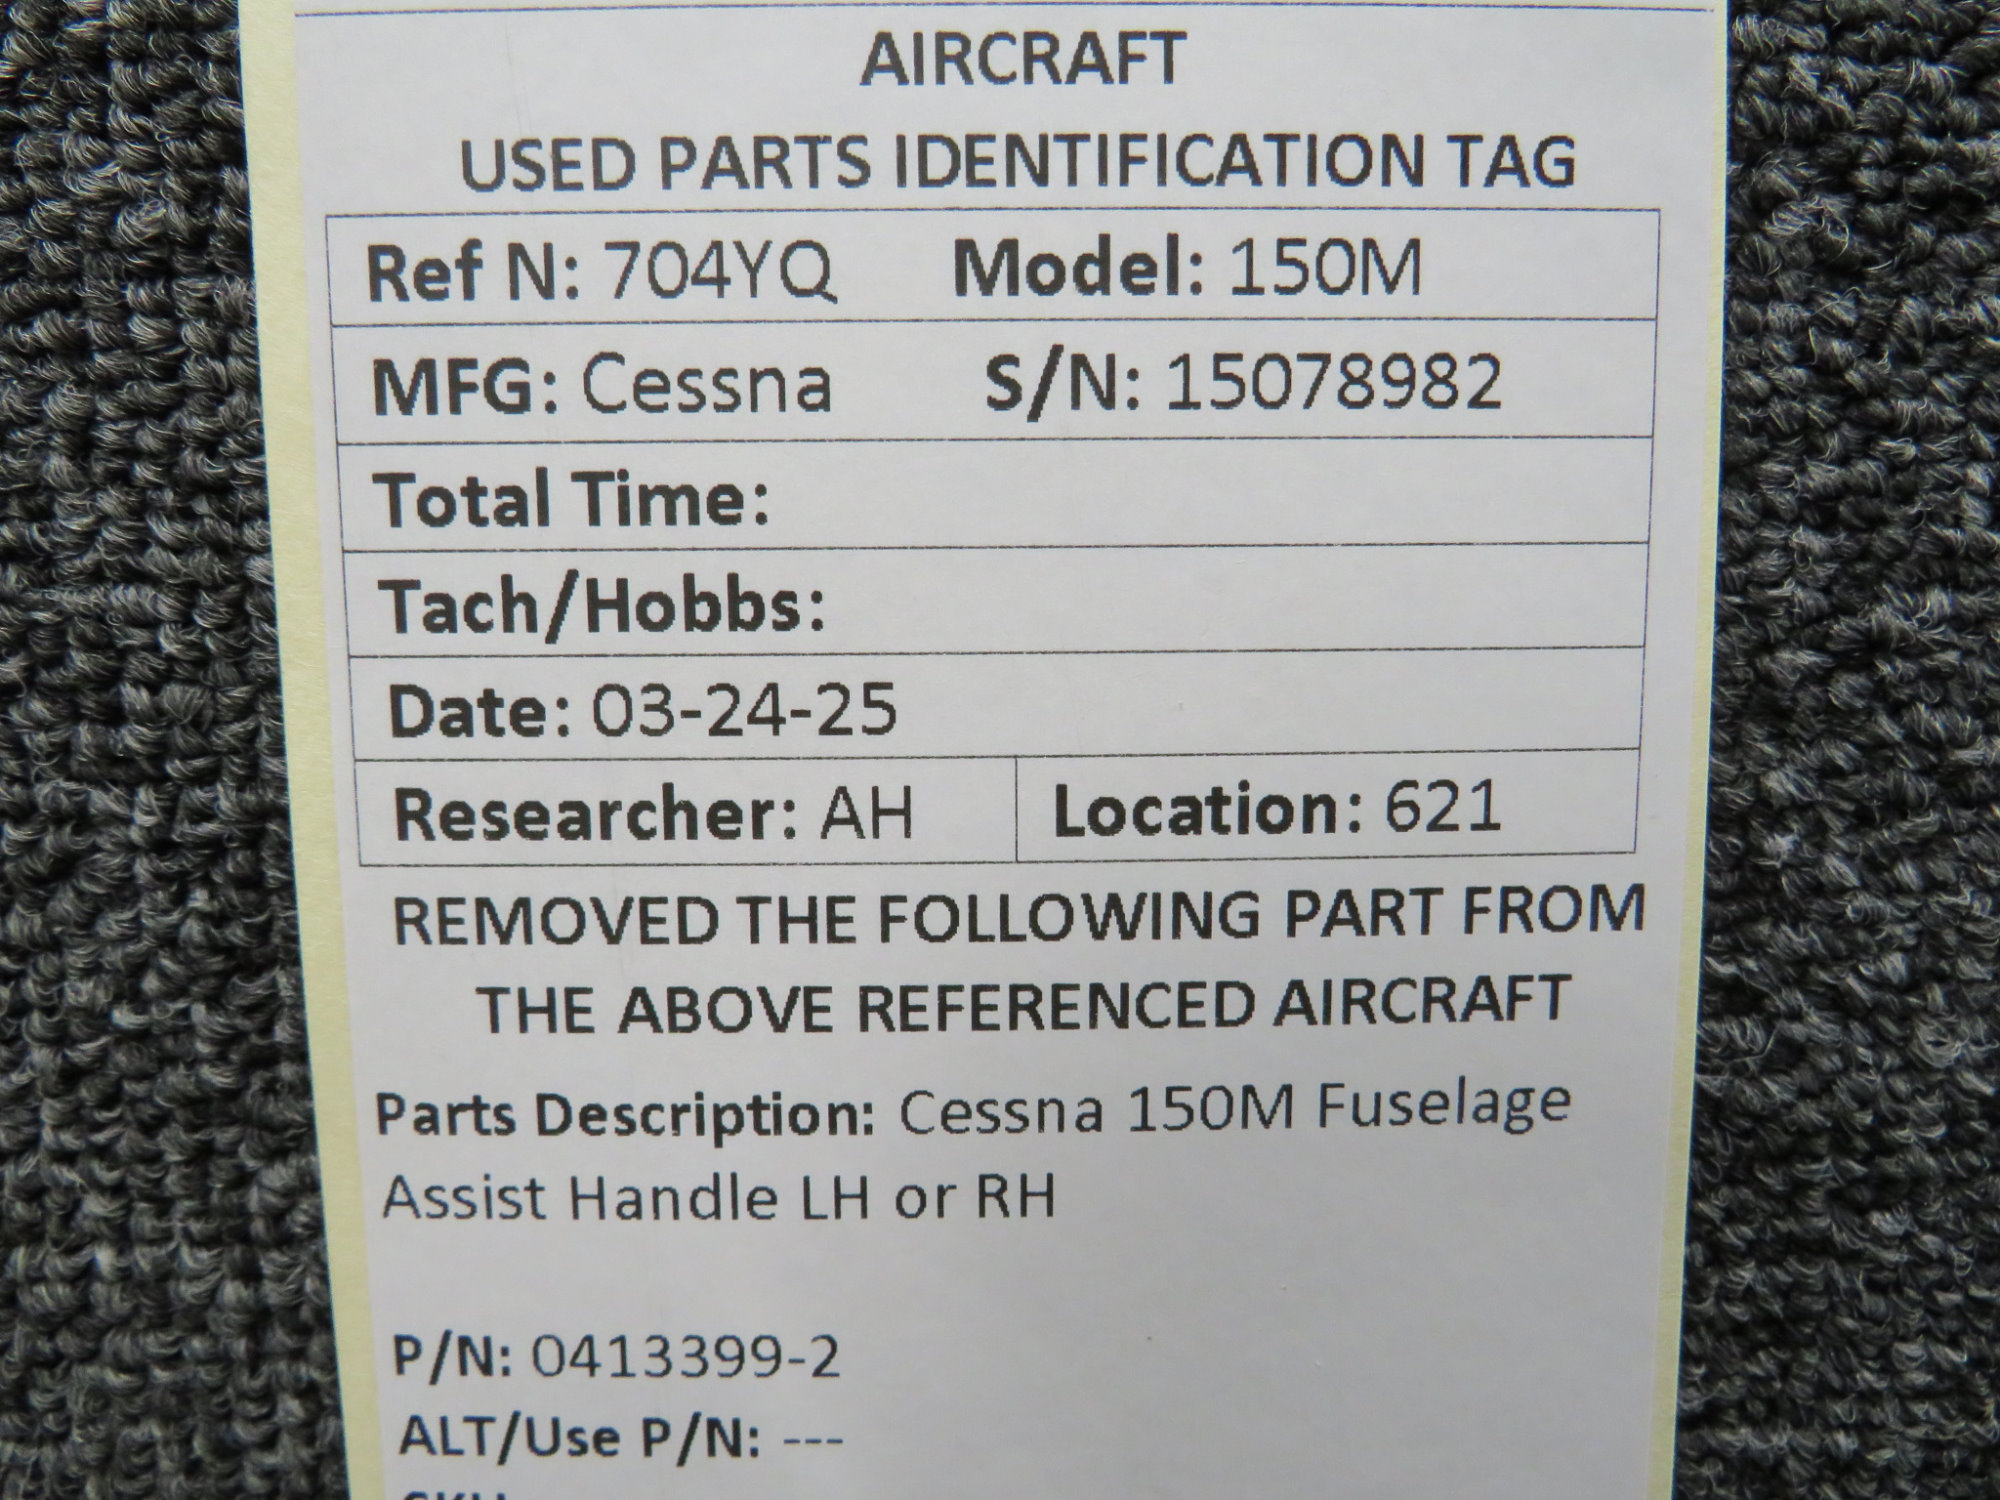 AIRCRAFT
USED PARTS IDENTIFICATION TAG
Ref N: 704YQ Model: 150M
MFG: Cessna S/N: 15078982
Total Time:
Tach/Hobbs:
Date: 03-24-25
Researcher: AH Location: 621
REMOVED THE FOLLOWING PART FROM
THE ABOVE REFERENCED AIRCRAFT
Parts Description: Cessna 150M Fuselage
Assist Handle LH or RH
P/N: 0413399-2
ALT/Use P/N: ---